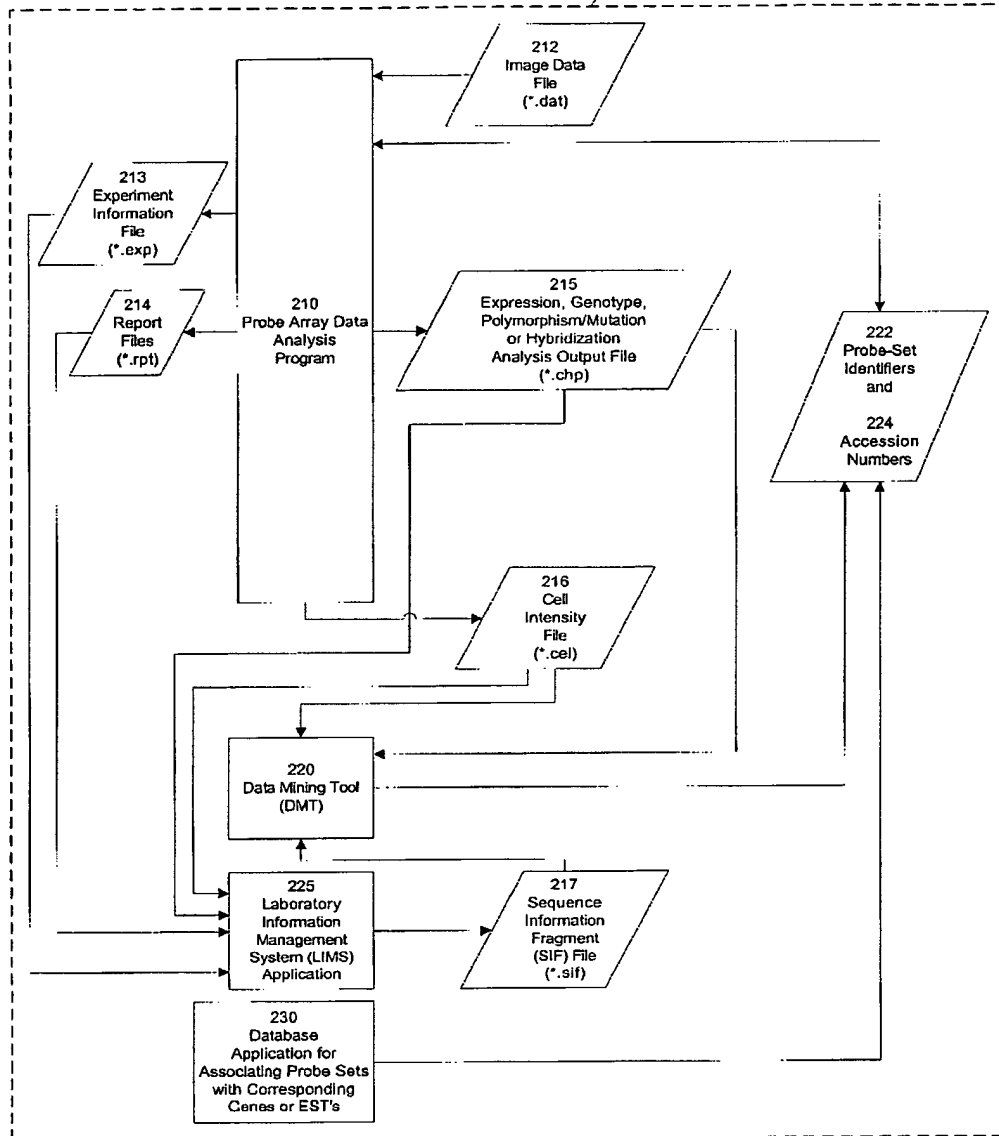 212
Image Data
File
(*.dat)
213
Experiment
Information
File
(*.exp)
214
Report
Files
(*.rpt)
210
Probe Array Data
Analysis
Program
215
Expression, Genotype,
Polymorphism/Mutation
or Hybridization
Analysis Output File
(*.chp)
222
Probe-Set
Identifiers
and
224
Accession
Numbers
216
Cell
Intensity
File
(*.cel)
220
Data Mining Tool
(DMT)
225
Laboratory
Information
Management
System (LIMS)
Application
217
Sequence
Information
Fragment
(SIF) File
(*.sif)
230
Database
Application for
Associating Probe Sets
with Corresponding
Genes or EST's